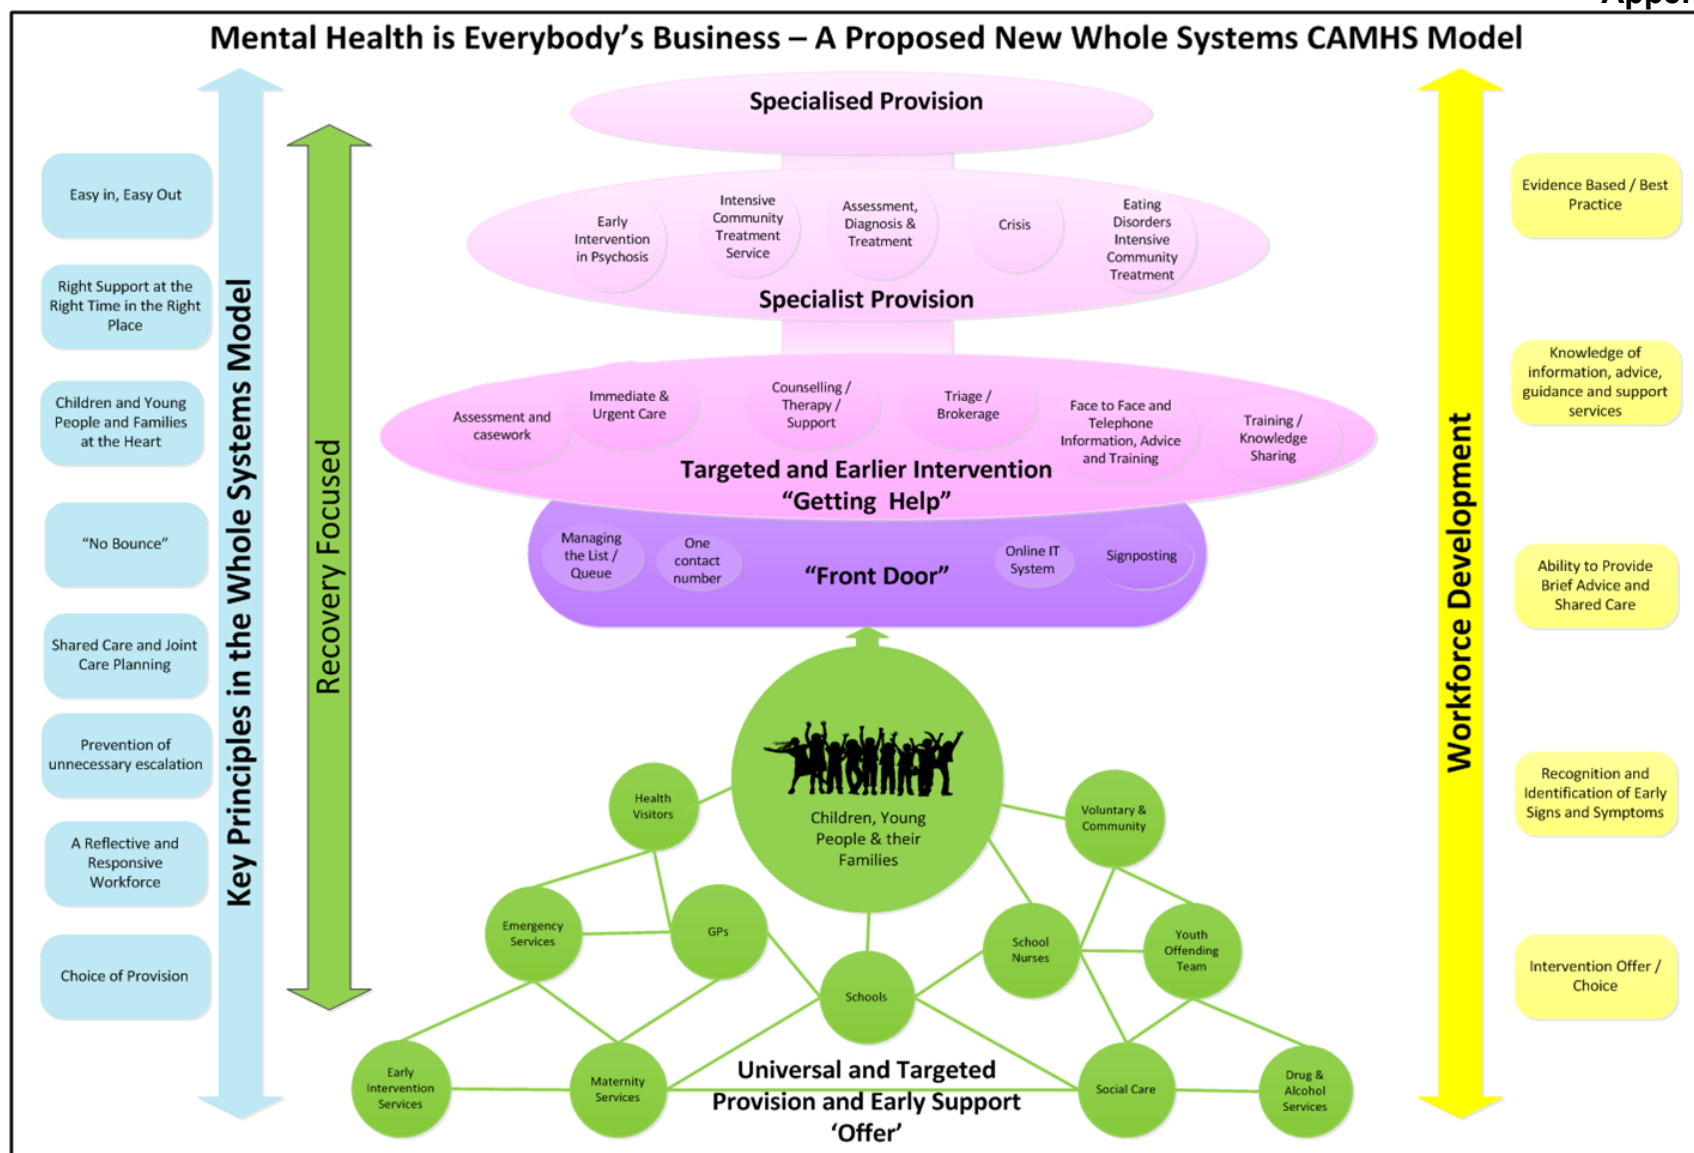 Mental Health is Everybody's Business – A Proposed New Whole Systems CAMHS Model
Key Principles in the Whole Systems Model
Easy in, Easy Out
Right Support at the
Right Time in the Right
Place
Children and Young
People and Families
at the Heart
“No Bounce”
Shared Care and Joint
Care Planning
Prevention of
unnecessary escalation
A Reflective and
Responsive
Workforce
Choice of Provision
Recovery Focused
Specialised Provision
Early
Intervention
in Psychosis
Intensive
Community
Treatment
Service
Assessment,
Diagnosis &
Treatment
Crisis
Eating
Disorders
Intensive
Community
Treatment
Specialist Provision
Assessment and
casework
Immediate &
Urgent Care
Counselling /
Therapy /
Support
Triage /
Brokerage
Face to Face and
Telephone
Information, Advice
and Training
Training /
Knowledge
Sharing
Targeted and Earlier Intervention
“Getting Help”
Managing
the List /
Queue
One
contact
number
“Front Door”
Online IT
System
Signposting
Children, Young
People & their
Families
Health
Visitors
Voluntary &
Community
Emergency
Services
GPs
Schools
School
Nurses
Youth
Offending
Team
Early
Intervention
Services
Maternity
Services
Social Care
Drug &
Alcohol
Services
Universal and Targeted
Provision and Early Support
‘Offer’
Workforce Development
Evidence Based / Best
Practice
Knowledge of
information, advice,
guidance and support
services
Ability to Provide
Brief Advice and
Shared Care
Recognition and
Identification of Early
Signs and Symptoms
Intervention Offer /
Choice